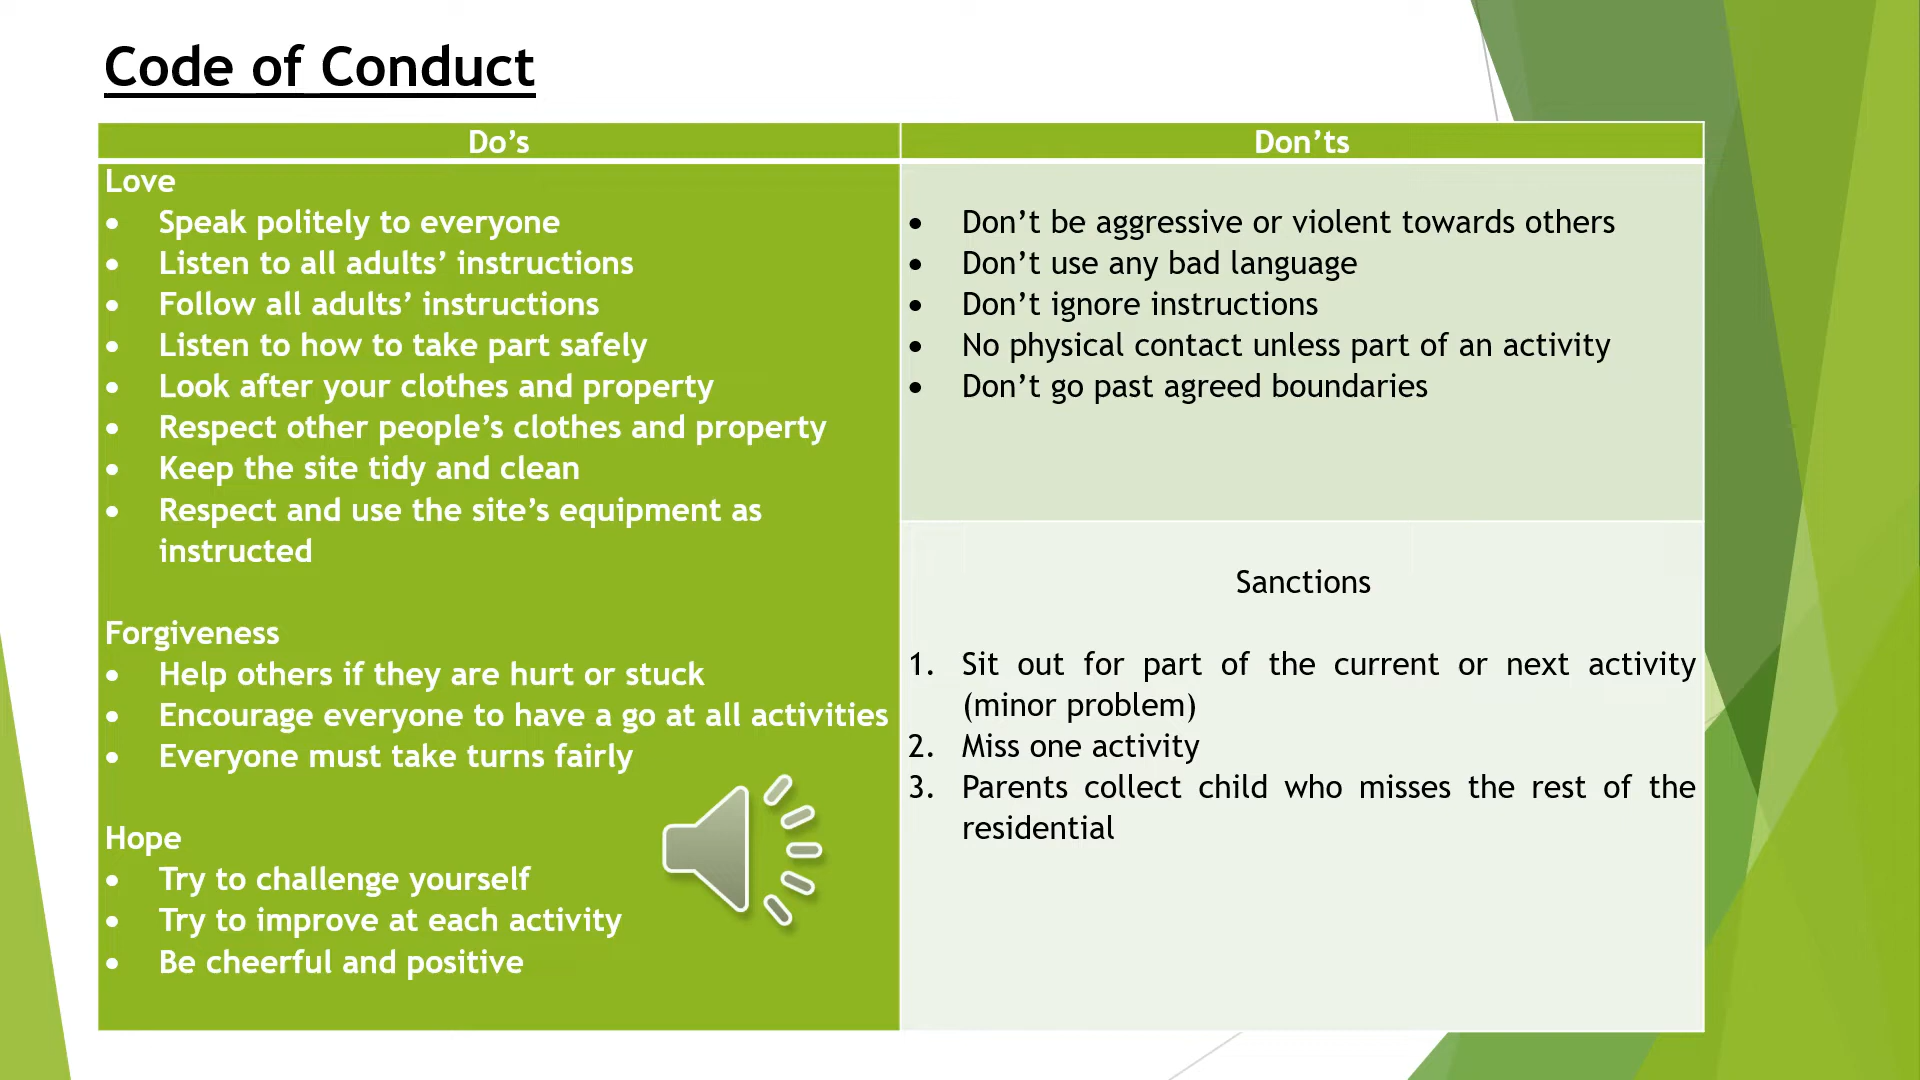 Code of Conduct
Do’s
Love
• Speak politely to everyone
• Listen to all adults’ instructions
• Follow all adults’ instructions
• Listen to how to take part safely
• Look after your clothes and property
• Respect other people’s clothes and property
• Keep the site tidy and clean
• Respect and use the site’s equipment as
instructed
Forgiveness
• Help others if they are hurt or stuck
• Encourage everyone to have a go at all activities
• Everyone must take turns fairly
Hope
• Try to challenge yourself
• Try to improve at each activity
• Be cheerful and positive
Don’ts
• Don’t be aggressive or violent towards others
• Don’t use any bad language
• Don’t ignore instructions
• No physical contact unless part of an activity
• Don’t go past agreed boundaries
Sanctions
1. Sit out for part of the current or next activity
(minor problem)
2. Miss one activity
3. Parents collect child who misses the rest of the
residential